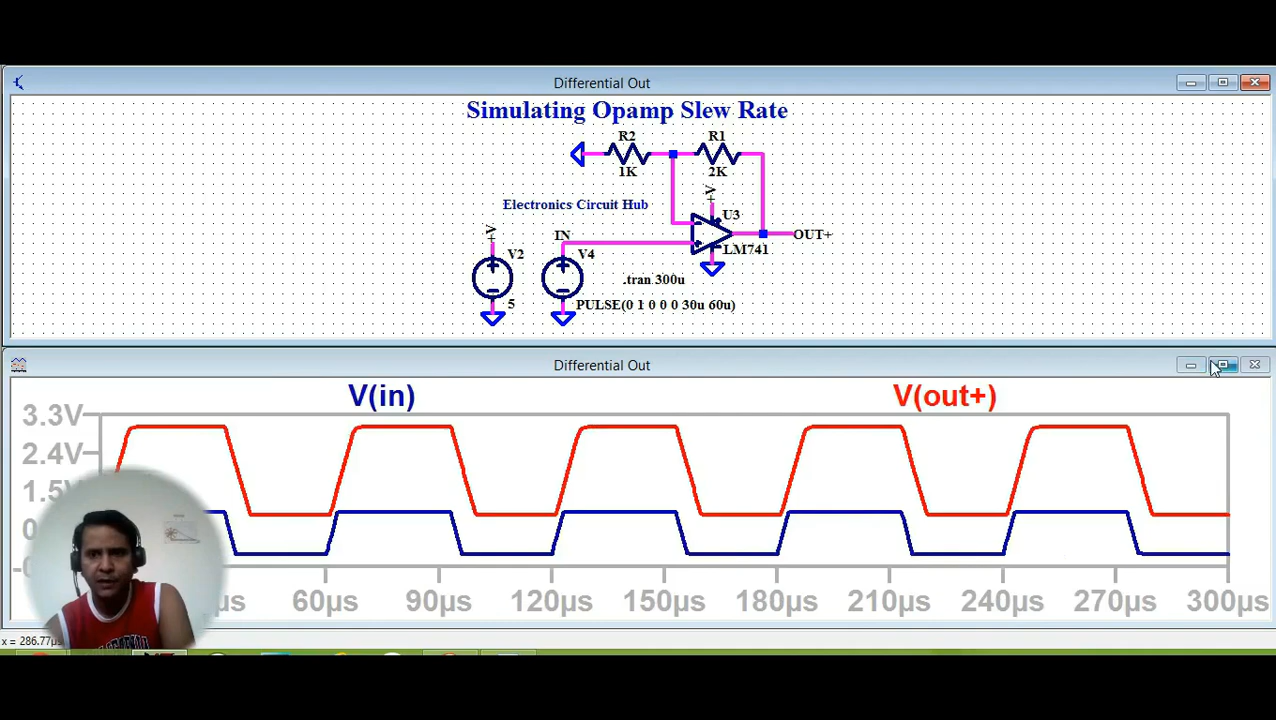 Differential Out
Simulating Opamp Slew Rate
R2
R1
1K
2K
+V
U3
Electronics Circuit Hub
+V
IN
OUT+
V2
V4
LM741
.tran 300u
5
PULSE(0 1 0 0 0 30u 60u)
Differential Out
V(in)
V(out+)
3.3V
2.4V
1.5V
60µs
90µs
120µs
150µs
180µs
210µs
240µs
270µs
300µs
x = 286.77µs